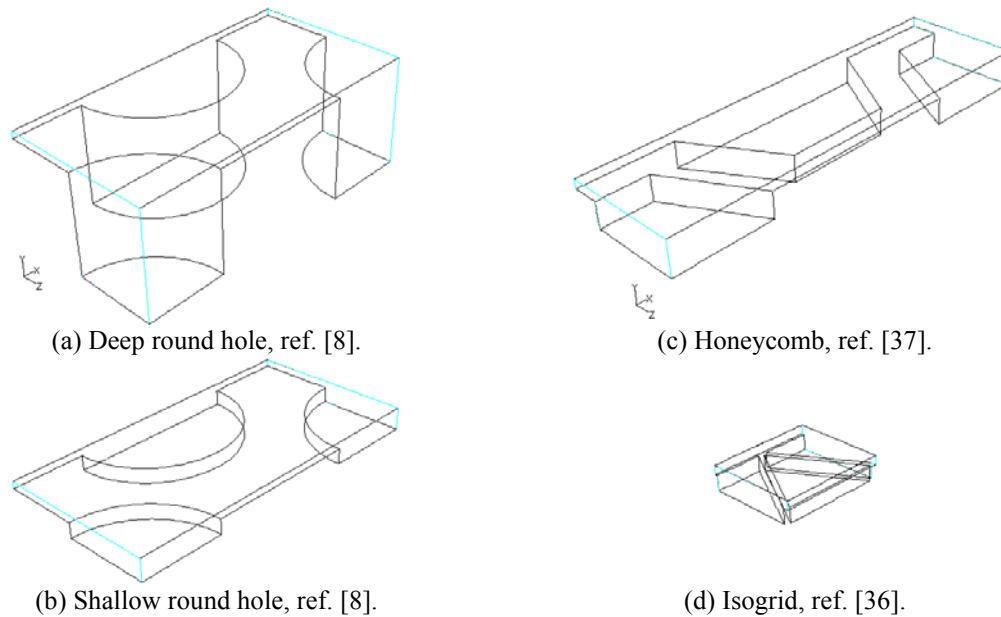 Y
X
Z
(a) Deep round hole, ref. [8].
Y
X
Z
(c) Honeycomb, ref. [37].
(b) Shallow round hole, ref. [8].
(d) Isogrid, ref. [36].